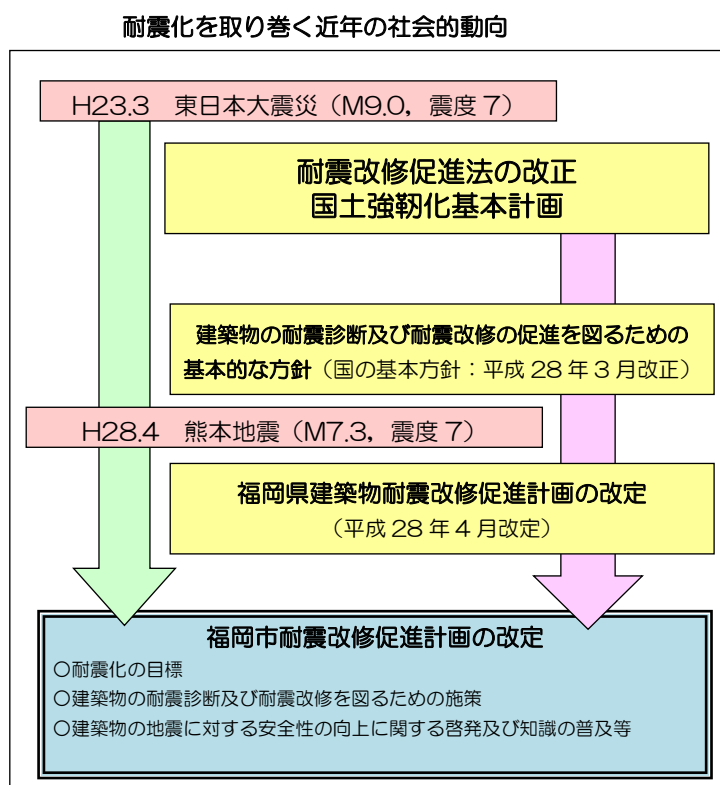 耐震化を取り巻く近年の社会的動向
H23.3　東日本大震災（M9.0，震度7）
耐震改修促進法の改正
国土強靭化基本計画
建築物の耐震診断及び耐震改修の促進を図るための
基本的な方針（国の基本方針：平成28年3月改正）
H28.4　熊本地震（M7.3，震度7）
福岡県建築物耐震改修促進計画の改定
（平成28年4月改定）
福岡市耐震改修促進計画の改定
○耐震化の目標
○建築物の耐震診断及び耐震改修を図るための施策
○建築物の地震に対する安全性の向上に関する啓発及び知識の普及等